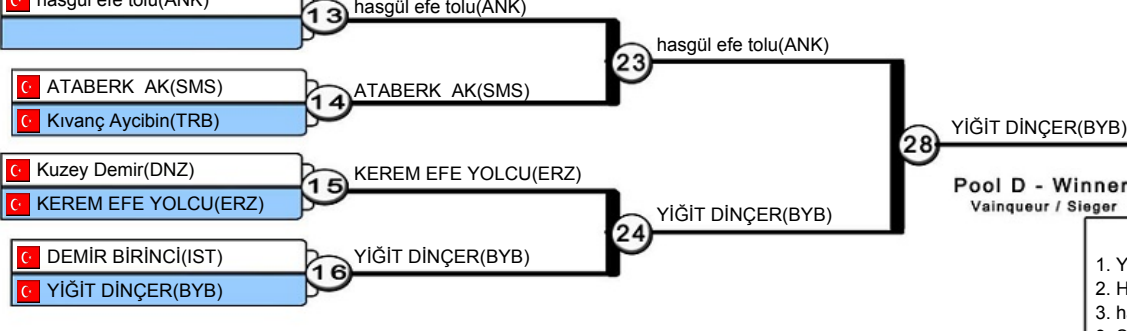 hasgül efe tolu(ANK)
13
hasgül efe tolu(ANK)
23
hasgül efe tolu(ANK)
ATABERK  AK(SMS)
14
ATABERK  AK(SMS)
Kıvanç Aycibin(TRB)
28
YİĞİT DİNÇER(BYB)
Kuzey Demir(DNZ)
15
KEREM EFE YOLCU(ERZ)
KEREM EFE YOLCU(ERZ)
24
YİĞİT DİNÇER(BYB)
Pool D - Winner
Vainqueur / Sieger
DEMİR BİRİNCİ(IST)
16
YİĞİT DİNÇER(BYB)
YİĞİT DİNÇER(BYB)
1. Y
2. H
3. h